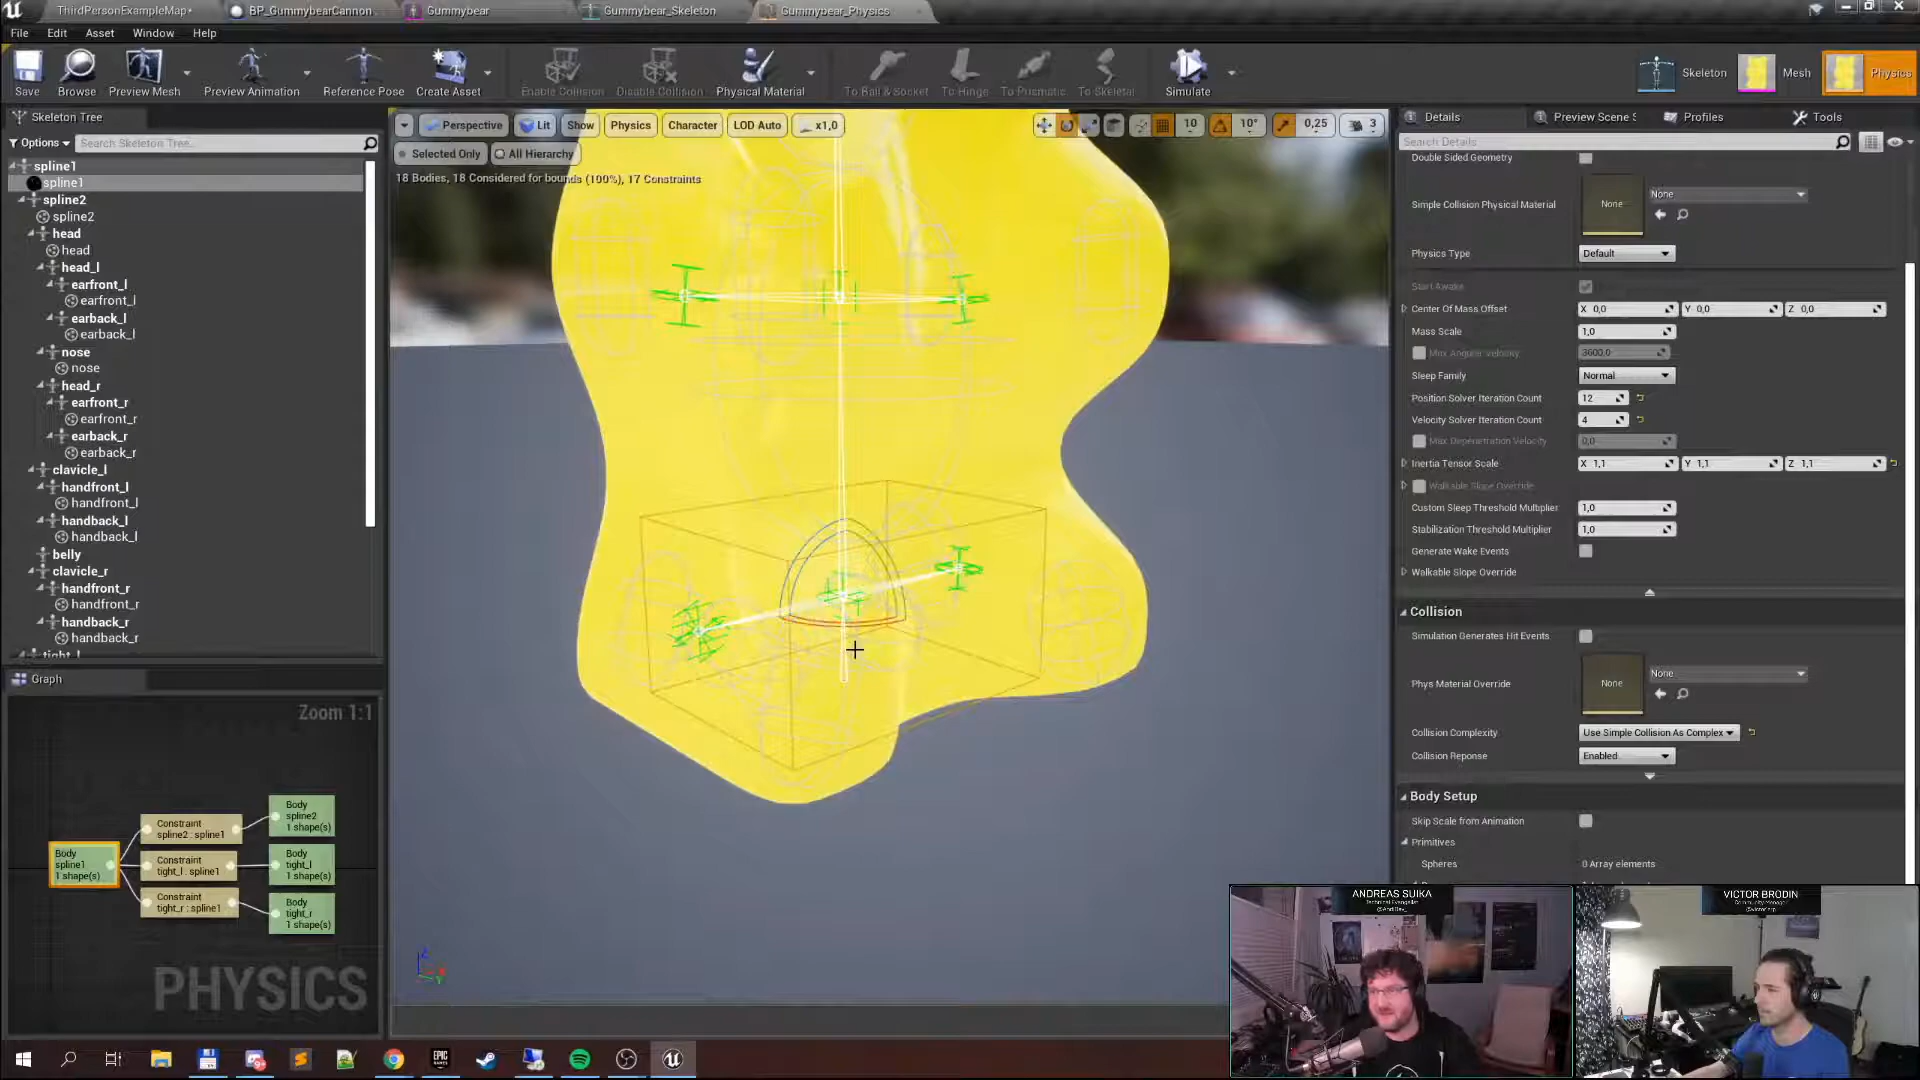 ThirdPersonExampleMap*
BP_GummybearCannon
Gummybear
Gummybear_Skeleton
Gummybear_Physics
File Edit Asset Window Help
Save
Browse
Preview Mesh
Preview Animation
Reference Pose
Create Asset
Enable Collision
Disable Collision
Physical Material
To Ball & Socket
To Hinge
To Prismatic
To Skeletal
Simulate
Skeleton
Mesh
Physics
Skeleton Tree
Options
Search Skeleton Tree...
spline1
spline1
spline2
spline2
head
head
head_l
earfront_l
earfront_l
earback_l
earback_l
nose
nose
head_r
earfront_r
earfront_r
earback_r
earback_r
clavicle_l
handfront_l
handfront_l
handback_l
handback_l
belly
clavicle_r
handfront_r
handfront_r
handback_r
handback_r
tight_l
Graph
Zoom 1:1
Body
spline1
1 shape(s)
Constraint
spline2 : spline1
Constraint
tight_l : spline1
Constraint
tight_r : spline1
Body
spline2
1 shape(s)
Body
tight_l
1 shape(s)
Body
tight_r
1 shape(s)
PHYSICS
Perspective
Lit
Show
Physics
Character
LOD Auto
x1,0
10
10°
0,25
3
Selected Only
All Hierarchy
18 Bodies, 18 Considered for bounds (100%), 17 Constraints
Details
Preview Scene S
Profiles
Tools
Search Details
Double Sided Geometry
Simple Collision Physical Material
None
None
Physics Type
Default
Start Awake
Center Of Mass Offset
X 0,0
Y 0,0
Z 0,0
Mass Scale
1,0
Max Angular Velocity
3600,0
Sleep Family
Normal
Position Solver Iteration Count
12
Velocity Solver Iteration Count
4
Max Depenetration Velocity
0,0
Inertia Tensor Scale
X 1,1
Y 1,1
Z 1,1
Walkable Slope Override
Custom Sleep Threshold Multiplier
1,0
Stabilization Threshold Multiplier
1,0
Generate Wake Events
Walkable Slope Override
Collision
Simulation Generates Hit Events
Phys Material Override
None
None
Collision Complexity
Use Simple Collision As Complex
Collision Reponse
Enabled
Body Setup
Skip Scale from Animation
Primitives
Spheres
0 Array elements
ANDREAS SUIKA
Technical Evangelist
VICTOR BRODIN
Community Manager